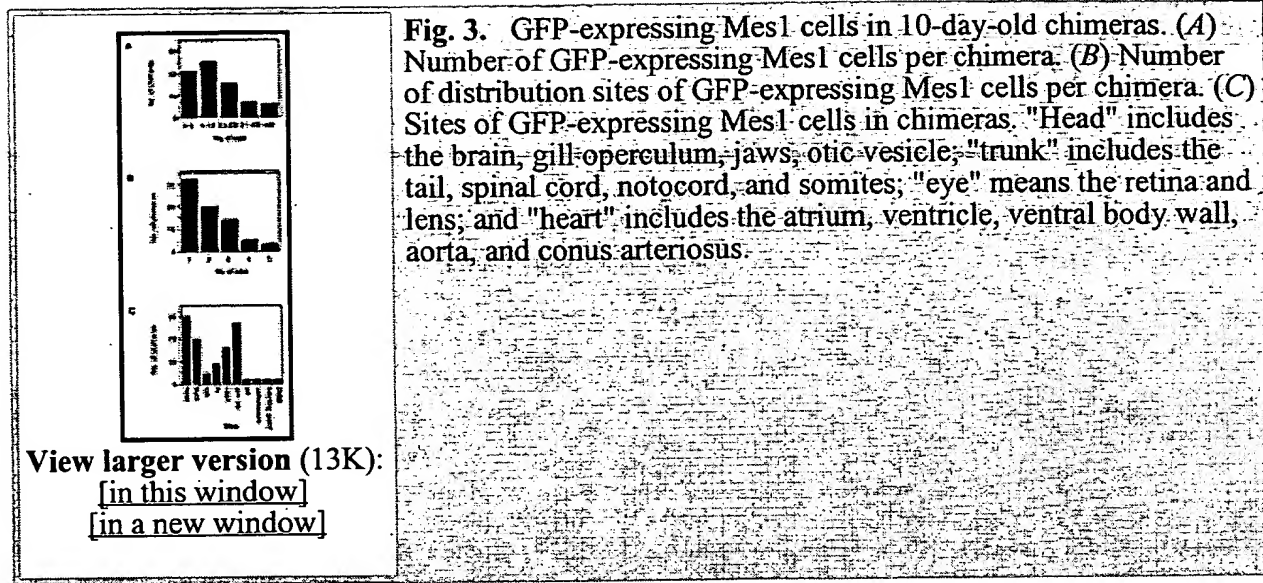 Fig. 3. GFP-expressing Mes1 cells in 10-day-old chimeras. (A)
Number of GFP-expressing Mes1 cells per chimera. (B) Number
of distribution sites of GFP-expressing Mes1 cells per chimera. (C)
Sites of GFP-expressing Mes1 cells in chimeras. "Head" includes
the brain, gill operculum, jaws, otic vesicle; "trunk" includes the
tail, spinal cord, notocord, and somites; "eye" means the retina and
lens; and "heart" includes the atrium, ventricle, ventral body wall,
aorta, and conus arteriosus.
View larger version (13K):
[in this window]
[in a new window]